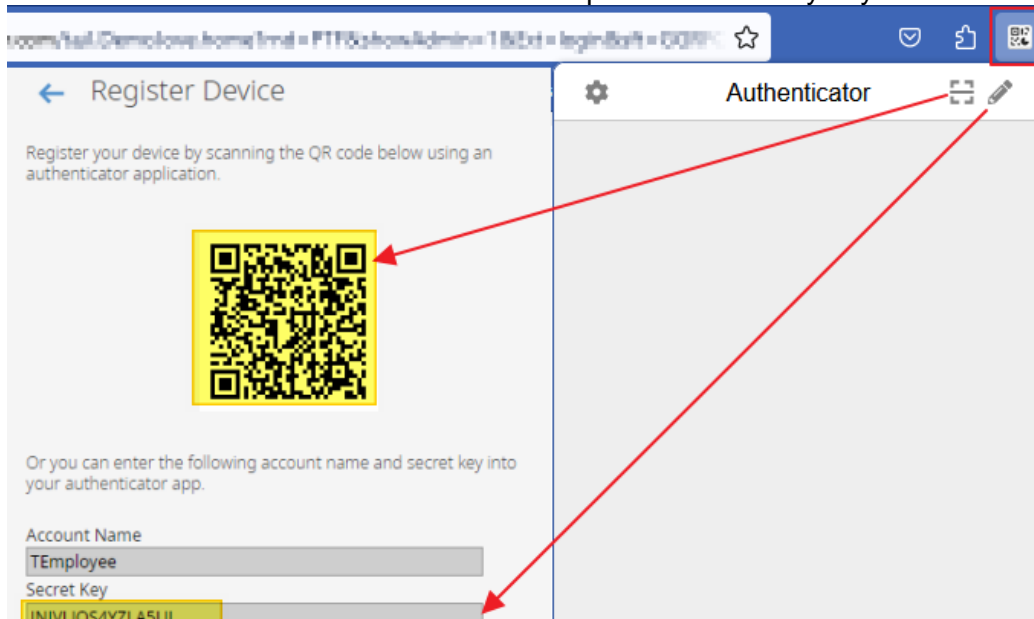 Register Device
Authenticator
Register your device by scanning the QR code below using an
authenticator application.
Or you can enter the following account name and secret key into
your authenticator app.
Account Name
TEmployee
Secret Key